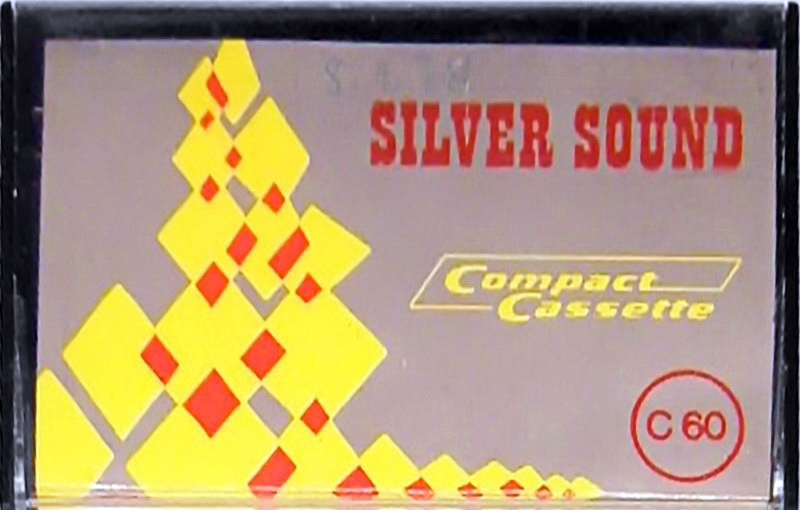 SILVER SOUND
Compact
Cassette
C 60